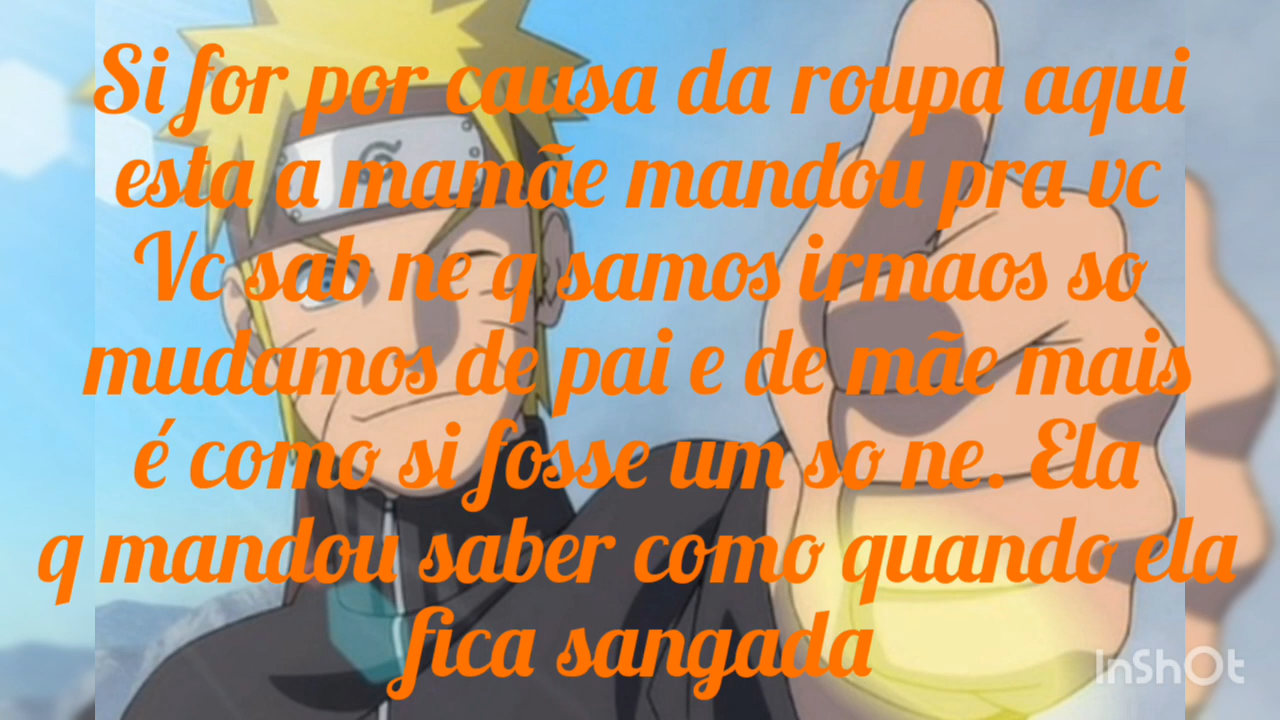 Si for por causa da roupa aqui
esta a mamãe mandou pra vc
Vc sab ne q samos irmaos so
mudamos de pai e de mãe mais
é como si fosse um so ne. Ela
q mandou saber como quando ela
fica sangada
InShOt